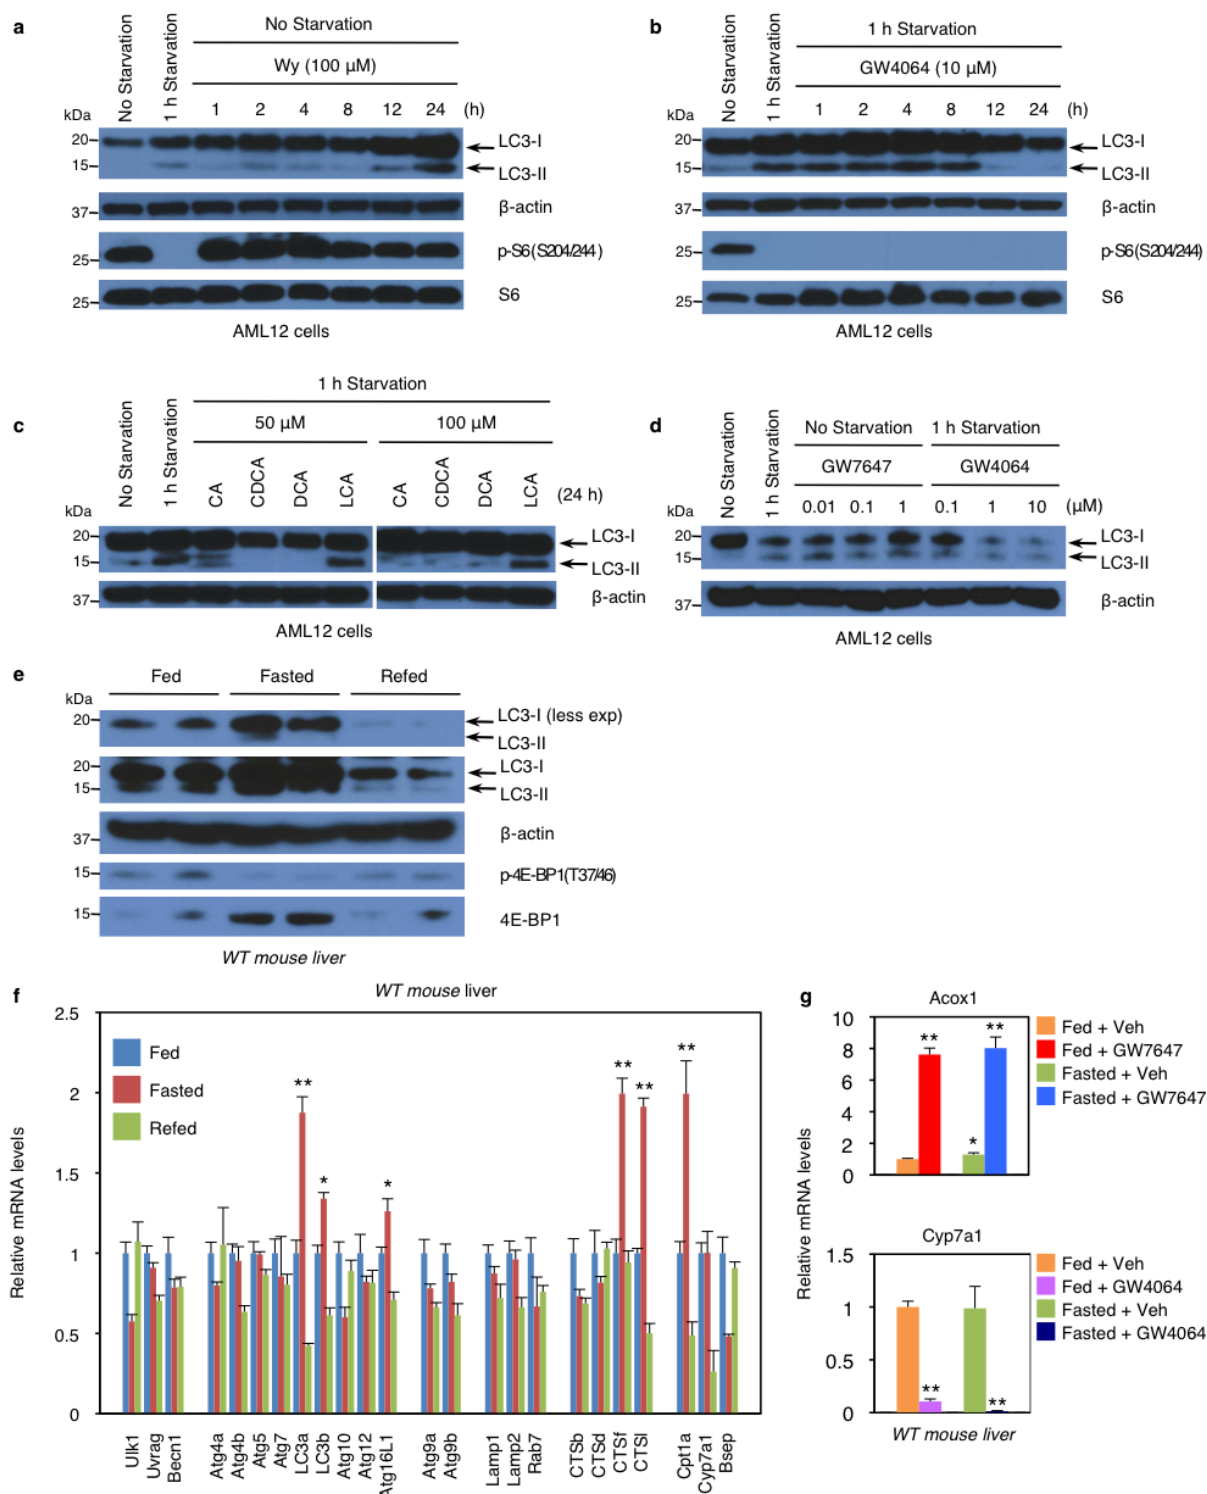 a
No Starvation
1 h Starvation
No Starvation
Wy (100 µM)
1 2 4 8 12 24 (h)
kDa
20
15
LC3-I
LC3-II
37
β-actin
25
p-S6(S204/244)
25
S6
AML12 cells
b
No Starvation
1 h Starvation
1 h Starvation
GW4064 (10 µM)
1 2 4 8 12 24 (h)
kDa
20
15
LC3-I
LC3-II
37
β-actin
25
p-S6(S204/244)
25
S6
AML12 cells
c
No Starvation
1 h Starvation
1 h Starvation
50 µM 100 µM
CA CDCA DCA LCA CA CDCA DCA LCA (24 h)
kDa
20
15
LC3-I
LC3-II
37
β-actin
AML12 cells
d
No Starvation
1 h Starvation
No Starvation 1 h Starvation
GW7647 GW4064
0.01 0.1 1 0.1 1 10 (µM)
kDa
20
15
LC3-I
LC3-II
37
β-actin
AML12 cells
e
Fed Fasted Refed
kDa
20
LC3-I (less exp)
LC3-II
20
15
LC3-I
LC3-II
37
β-actin
15
p-4E-BP1(T37/46)
15
4E-BP1
WT mouse liver
f
WT mouse liver
Relative mRNA levels
2.5
2
1.5
1
0.5
0
Fed
Fasted
Refed
** * * ** ** **
Ulk1 Uvrag Becn1 Atg4a Atg4b Atg5 Atg7 LC3a LC3b Atg10 Atg12 Atg16L1 Atg9a Atg9b Lamp1 Lamp2 Rab7 CTSb CTSd CTSf CTSl Cpt1a Cyp7a1 Bsep
g
Relative mRNA levels
Acox1
10
8
6
4
2
0
** * **
Fed + Veh
Fed + GW7647
Fasted + Veh
Fasted + GW7647
Cyp7a1
1.5
1
0.5
0
** **
Fed + Veh
Fed + GW4064
Fasted + Veh
Fasted + GW4064
WT mouse liver